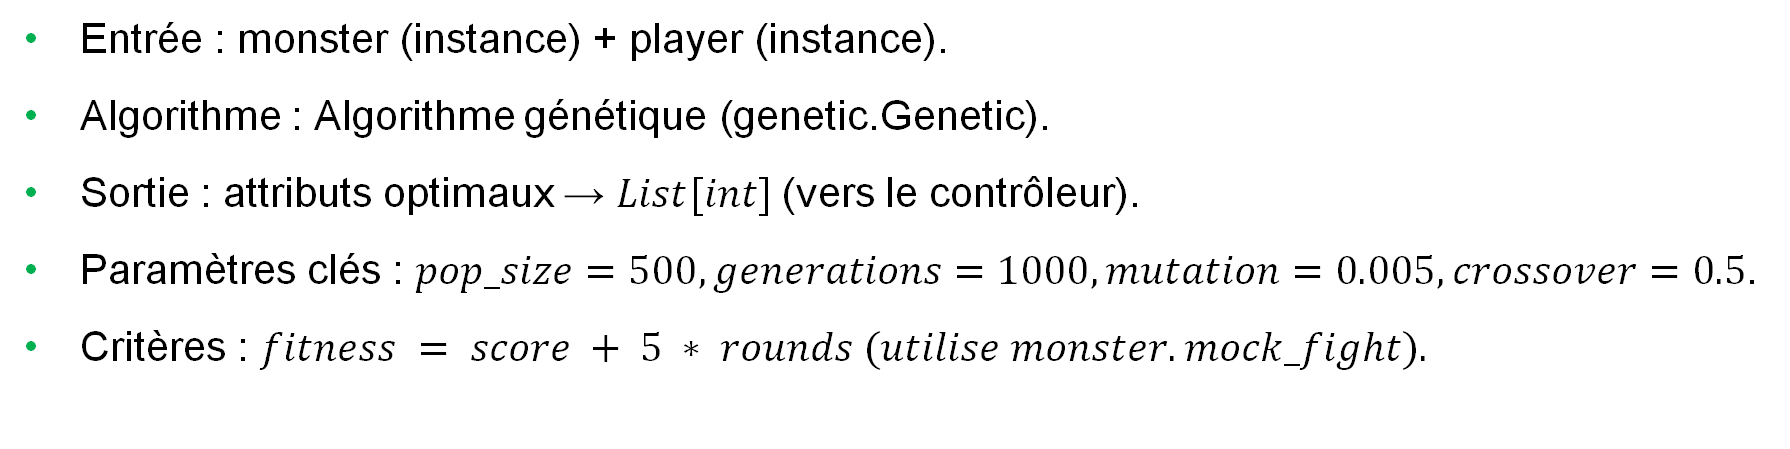 • Entrée : monster (instance) + player (instance).
• Algorithme : Algorithme génétique (genetic.Genetic).
• Sortie : attributs optimaux → List[int] (vers le contrôleur).
• Paramètres clés : pop_size = 500, generations = 1000, mutation = 0.005, crossover = 0.5.
• Critères : fitness = score + 5 * rounds (utilise monster. mock_fight).